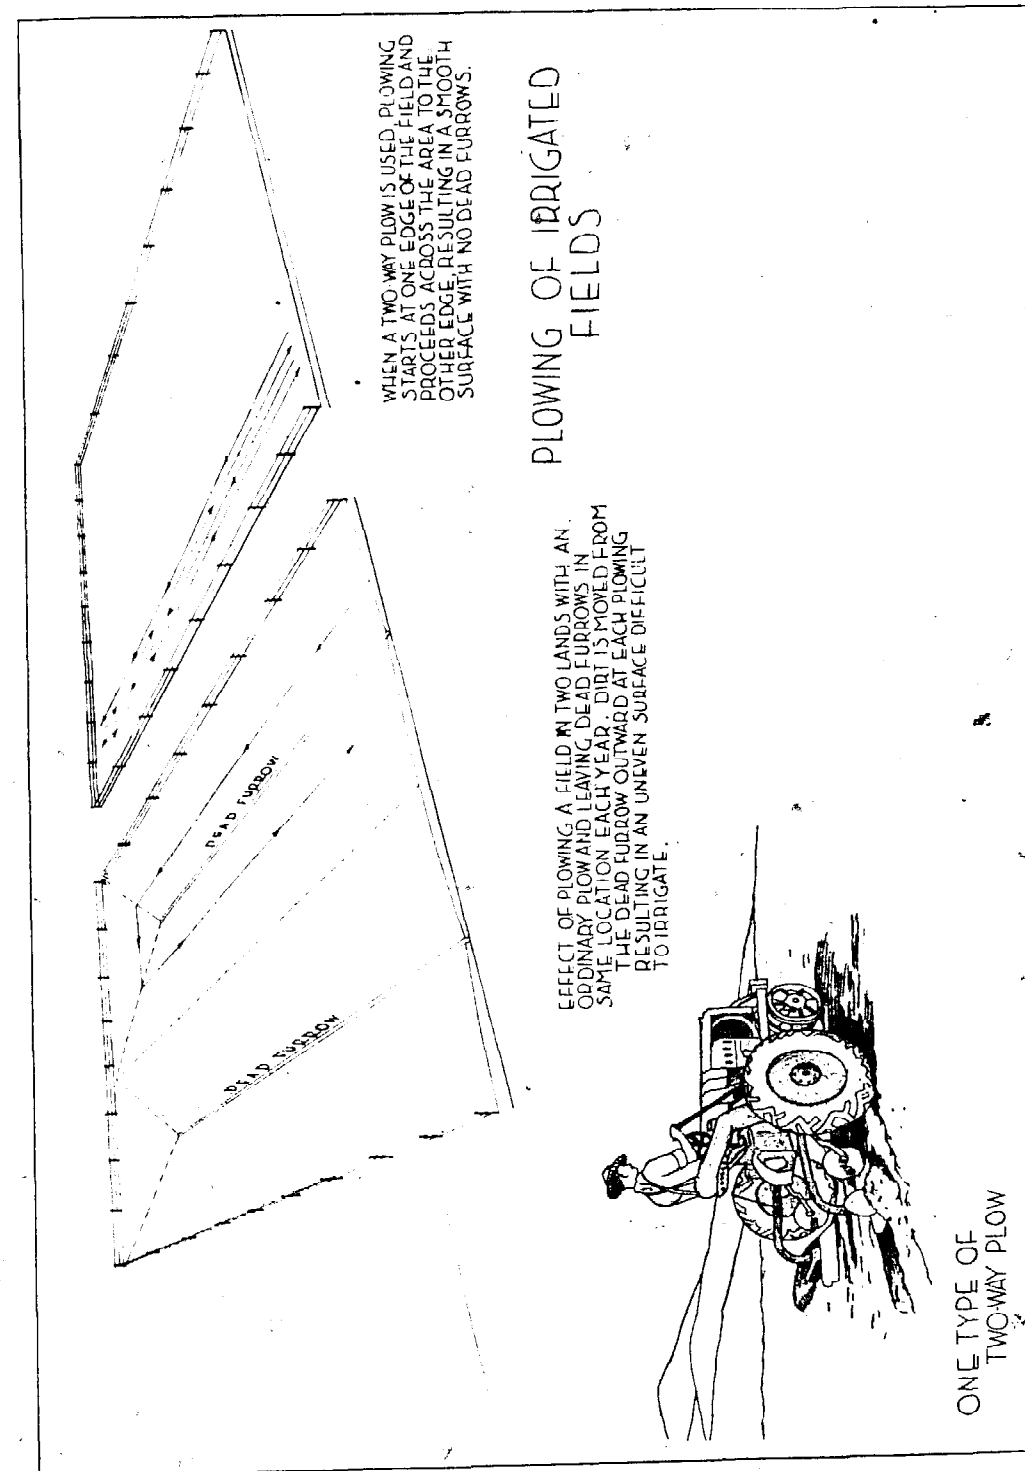 WHEN A TWO-WAY PLOW IS USED, PLOWING
STARTS AT ONE EDGE OF THE FIELD AND
PROCEEDS ACROSS THE AREA TO THE
OTHER EDGE, RESULTING IN A SMOOTH
SURFACE WITH NO DEAD FURROWS.
PLOWING OF IRRIGATED
FIELDS
DEAD FURROW
DEAD FURROW
EFFECT OF PLOWING A FIELD IN TWO LANDS WITH AN
ORDINARY PLOW AND LEAVING DEAD FURROWS IN
SAME LOCATION EACH YEAR. DIRT IS MOVED FROM
THE DEAD FURROW OUTWARD AT EACH PLOWING
RESULTING IN AN UNEVEN SURFACE DIFFICULT
TO IRRIGATE.
ONE TYPE OF
TWO-WAY PLOW